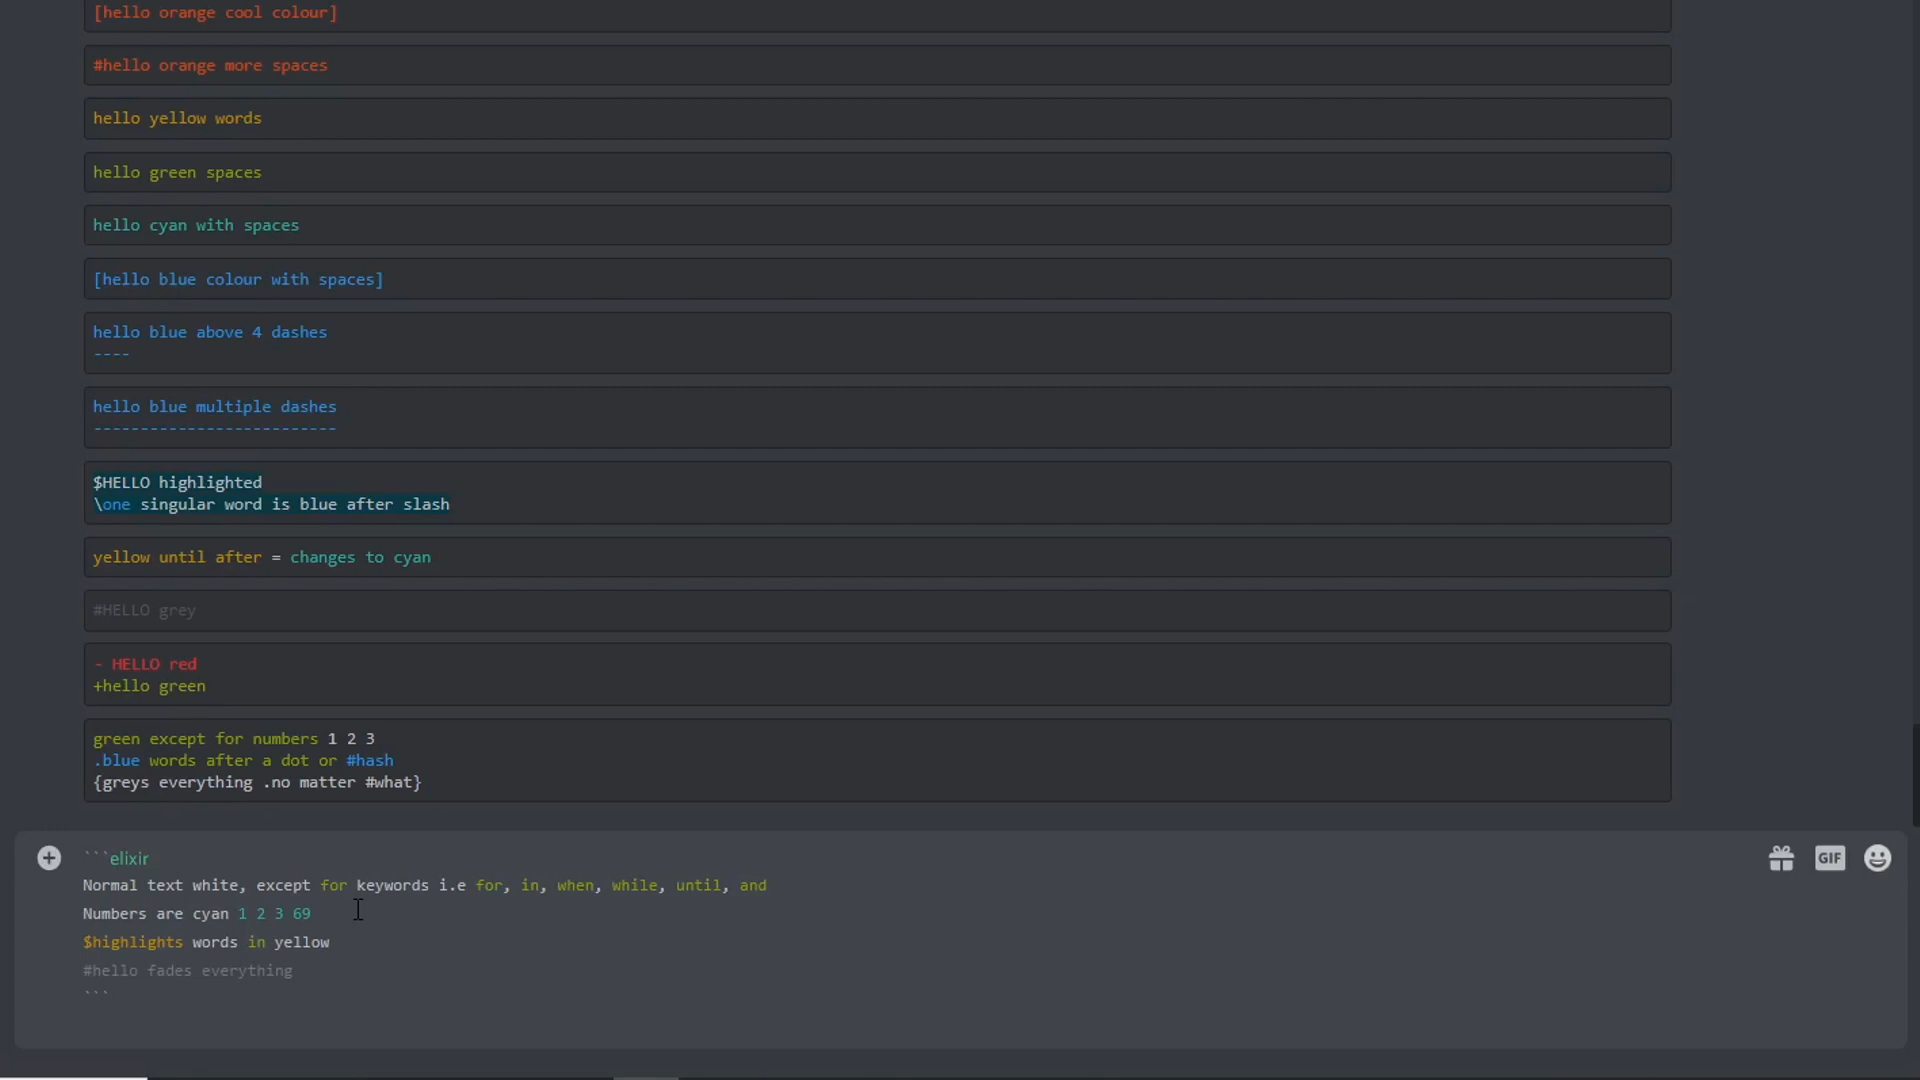 [hello orange cool colour]
#hello orange more spaces
hello yellow words
hello green spaces
hello cyan with spaces
[hello blue colour with spaces]
hello blue above 4 dashes
----
hello blue multiple dashes
--------------------------
$HELLO highlighted
\one singular word is blue after slash
yellow until after = changes to cyan
#HELLO grey
- HELLO red
+hello green
green except for numbers 1 2 3
.blue words after a dot or #hash
{greys everything .no matter #what}
```elixir
Normal text white, except for keywords i.e for, in, when, while, until, and
Numbers are cyan 1 2 3 69
$highlights words in yellow
#hello fades everything
```
GIF